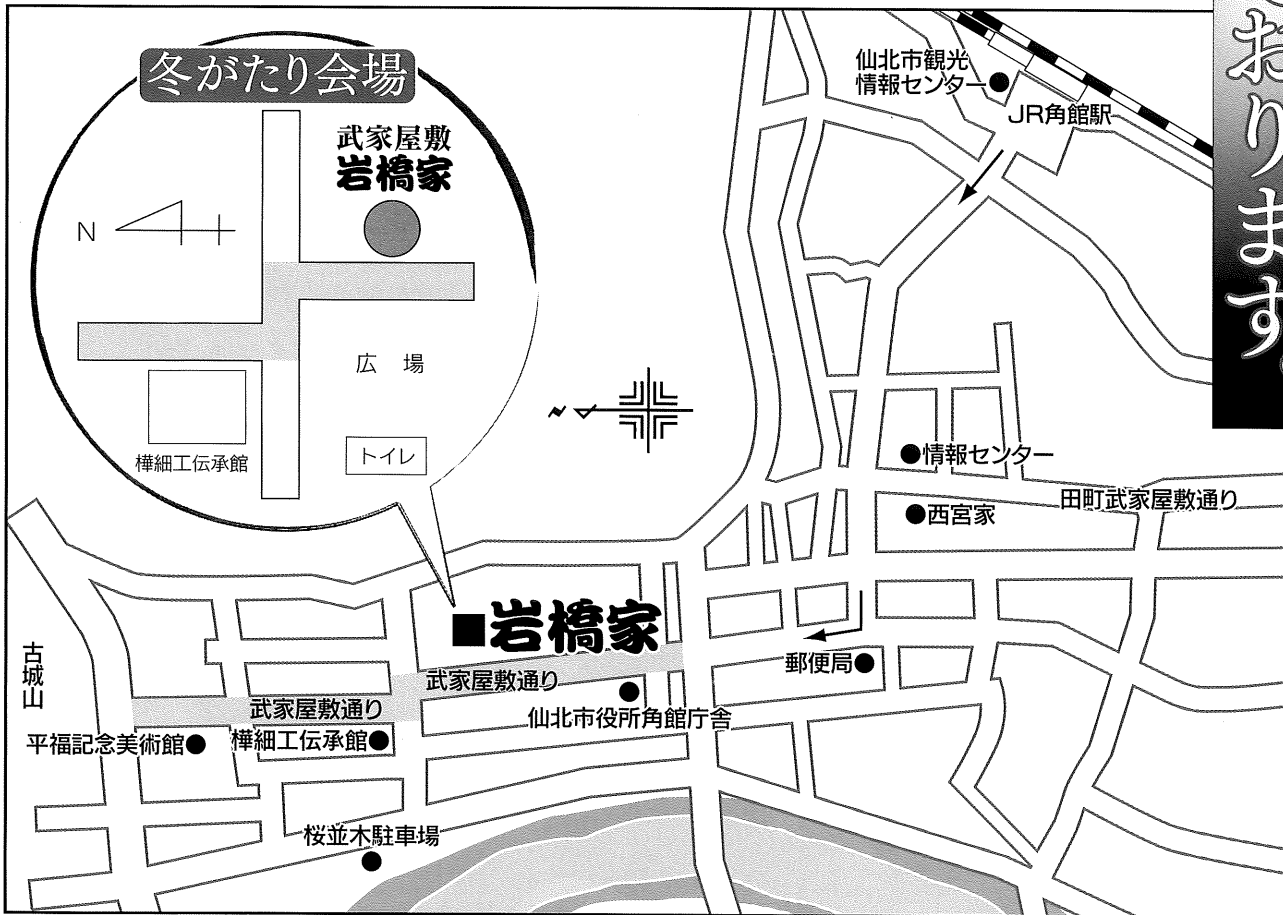 冬がたり会場
武家屋敷
岩橋家
N
広 場
樺細工伝承館
トイレ
仙北市観光
情報センター
JR角館駅
おります。
N
情報センター
西宮家
田町武家屋敷通り
岩橋家
武家屋敷通り
郵便局
古城山
武家屋敷通り
仙北市役所角館庁舎
平福記念美術館
樺細工伝承館
桜並木駐車場